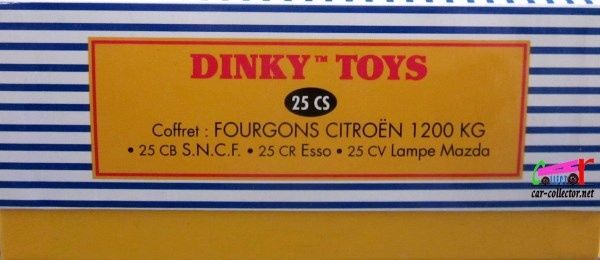 DINKY™ TOYS
25 CS
Coffret : FOURGONS CITROËN 1200 KG
• 25 CB S.N.C.F. • 25 CR Esso • 25 CV Lampe Mazda
car-collector.net